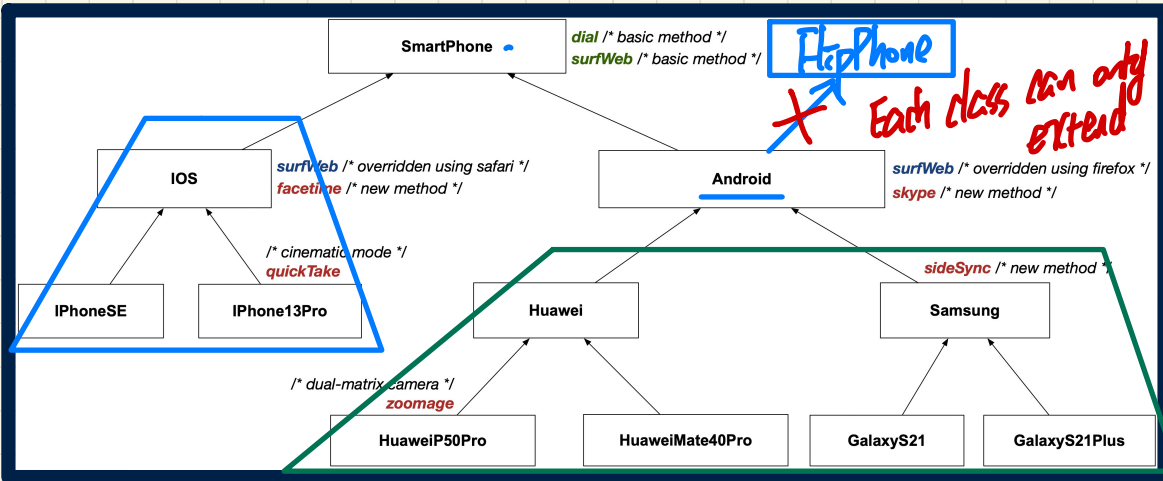 SmartPhone
dial /* basic method */
surfWeb /* basic method */
FlipPhone
Each class can only
extend
IOS
surfWeb /* overridden using safari */
facetime /* new method */
Android
surfWeb /* overridden using firefox */
skype /* new method */
/* cinematic mode */
quickTake
IPhoneSE
IPhone13Pro
Huawei
sideSync /* new method */
Samsung
/* dual-matrix camera */
zoomage
HuaweiP50Pro
HuaweiMate40Pro
GalaxyS21
GalaxyS21Plus